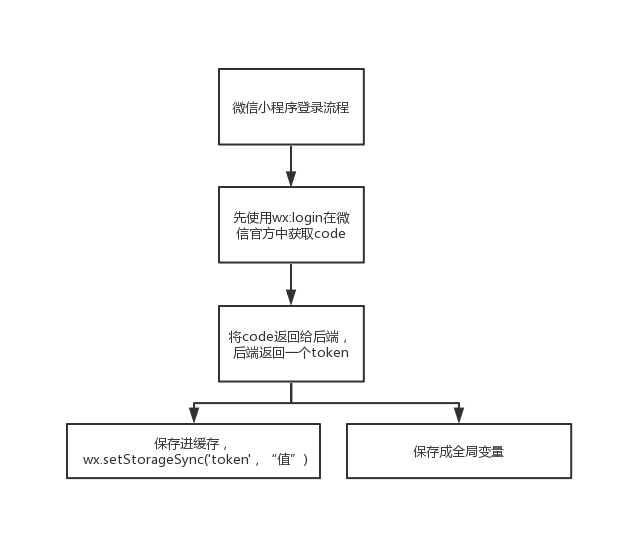 微信小程序登录流程
先使用wx:login在微
信官方中获取code
将code返回给后端，
后端返回一个token
保存进缓存，
wx.setStorageSync('token'，“值”)
保存成全局变量